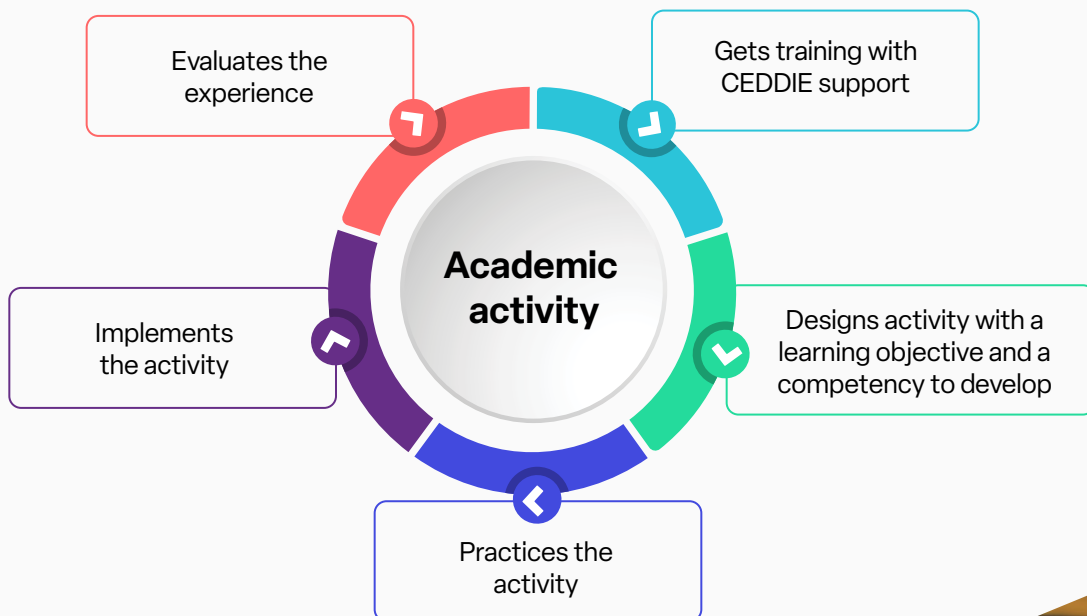 Evaluates the
experience
Gets training with
CEDDIE support
Academic
activity
Implements
the activity
Designs activity with a
learning objective and a
competency to develop
Practices the
activity